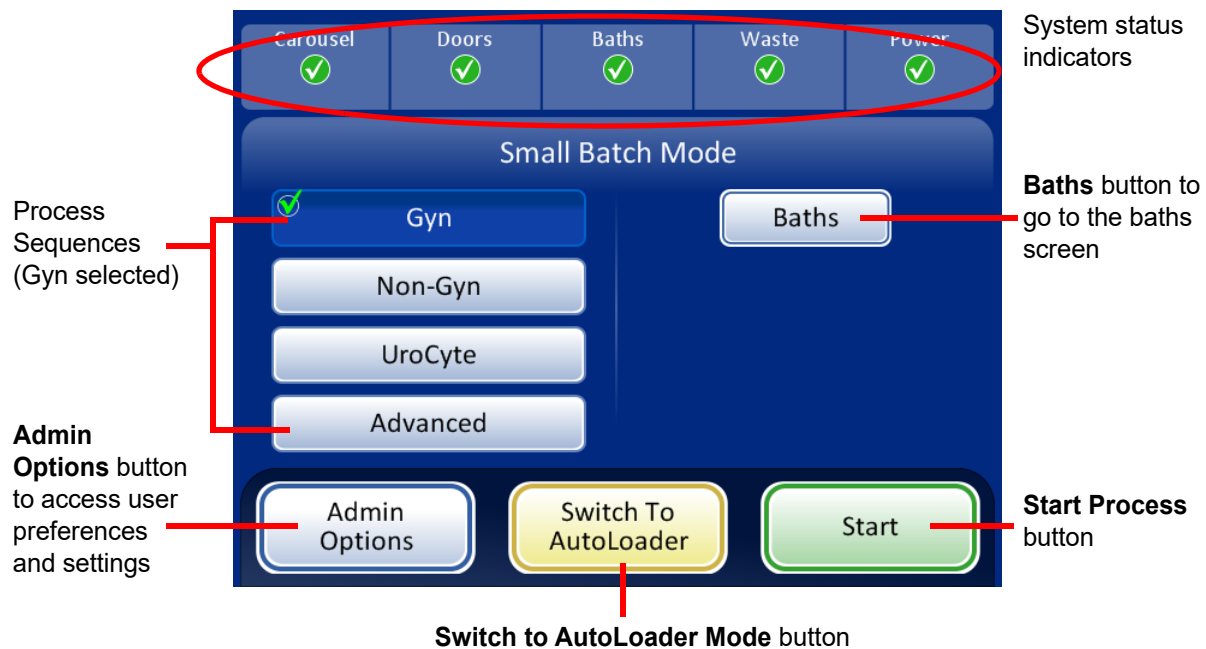 Carousel
Doors
Baths
Waste
Power
System status
indicators
Small Batch Mode
Process
Sequences
(Gyn selected)
Gyn
Non-Gyn
UroCyte
Advanced
Baths
Baths button to
go to the baths
screen
Admin
Options button
to access user
preferences
and settings
Admin
Options
Switch To
AutoLoader
Start
Start Process
button
Switch to AutoLoader Mode button